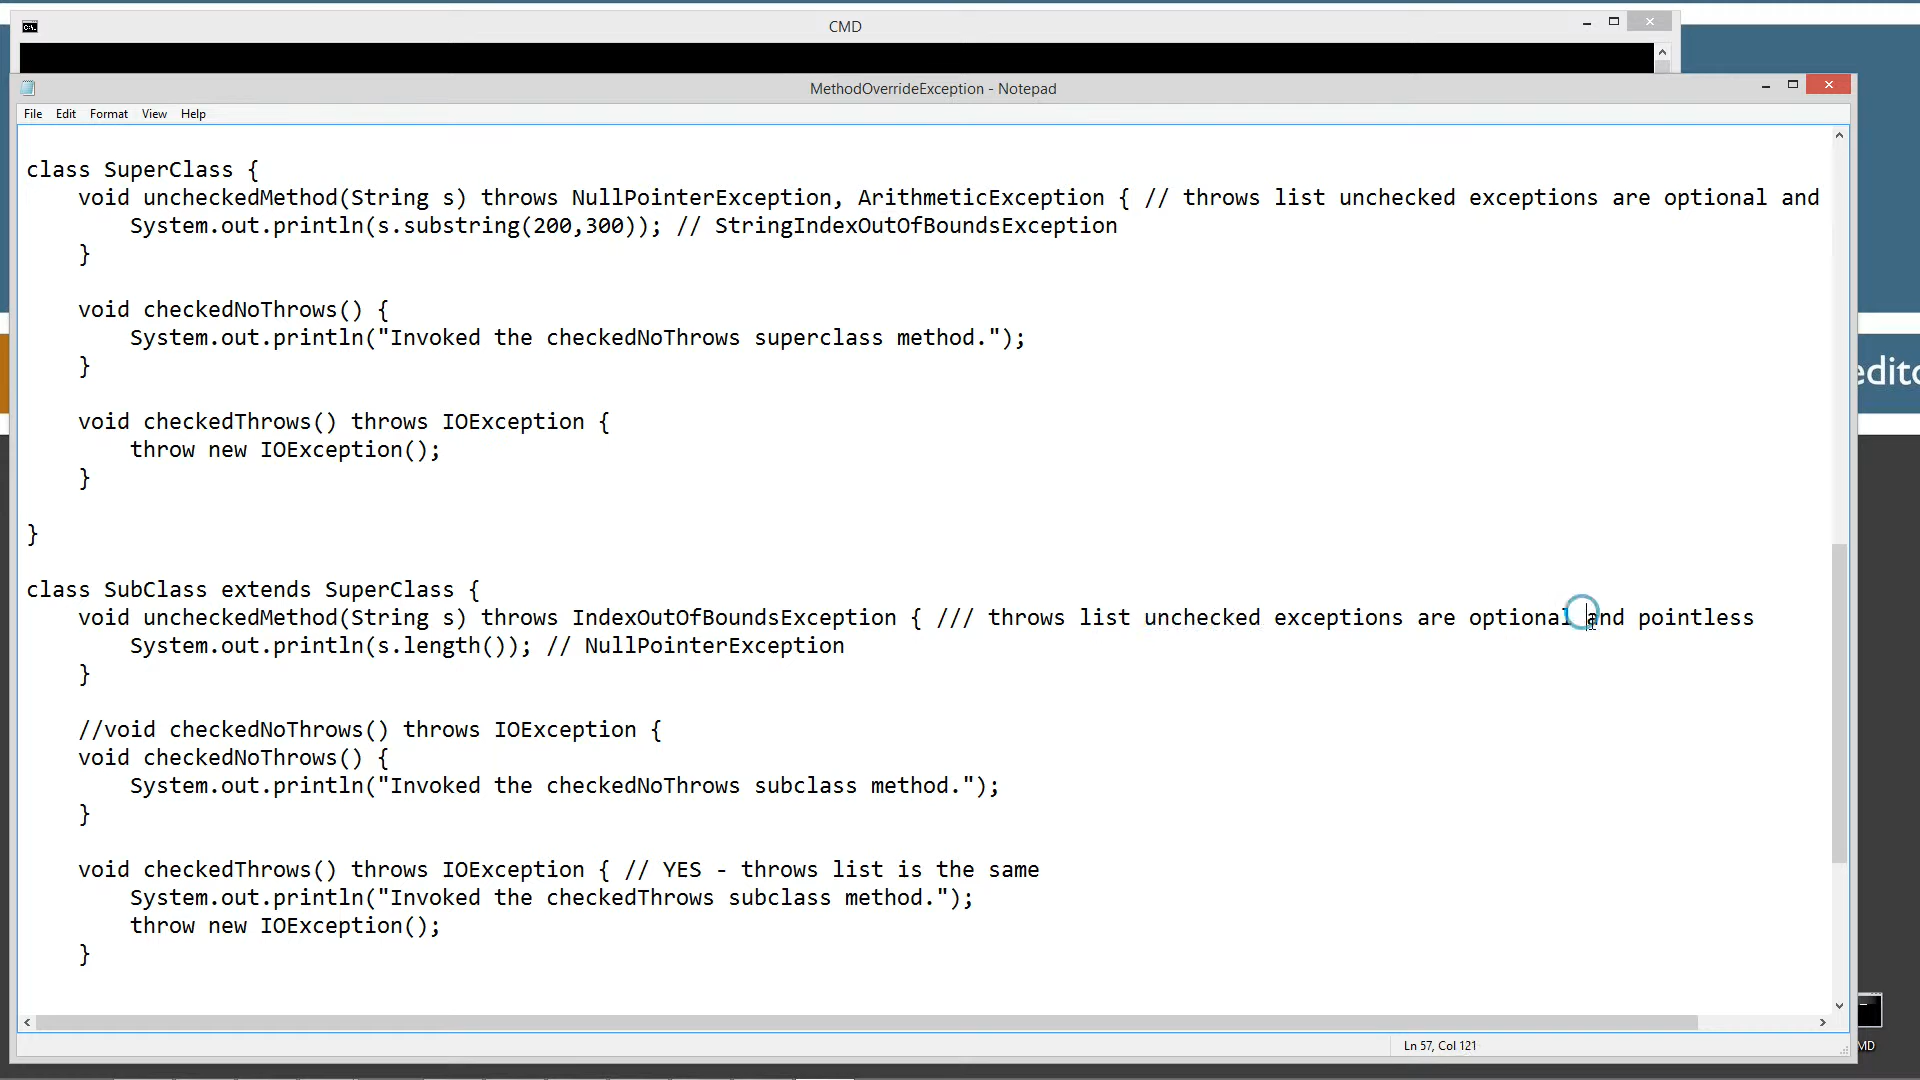 CMD
MethodOverrideException - Notepad
File Edit Format View Help
class SuperClass {
    void uncheckedMethod(String s) throws NullPointerException, ArithmeticException { // throws list unchecked exceptions are optional and
        System.out.println(s.substring(200,300)); // StringIndexOutOfBoundsException
    }
    void checkedNoThrows() {
        System.out.println("Invoked the checkedNoThrows superclass method.");
    }
    void checkedThrows() throws IOException {
        throw new IOException();
    }
}
class SubClass extends SuperClass {
    void uncheckedMethod(String s) throws IndexOutOfBoundsException { /// throws list unchecked exceptions are optional and pointless
        System.out.println(s.length()); // NullPointerException
    }
    //void checkedNoThrows() throws IOException {
    void checkedNoThrows() {
        System.out.println("Invoked the checkedNoThrows subclass method.");
    }
    void checkedThrows() throws IOException { // YES - throws list is the same
        System.out.println("Invoked the checkedThrows subclass method.");
        throw new IOException();
    }
Ln 57, Col 121